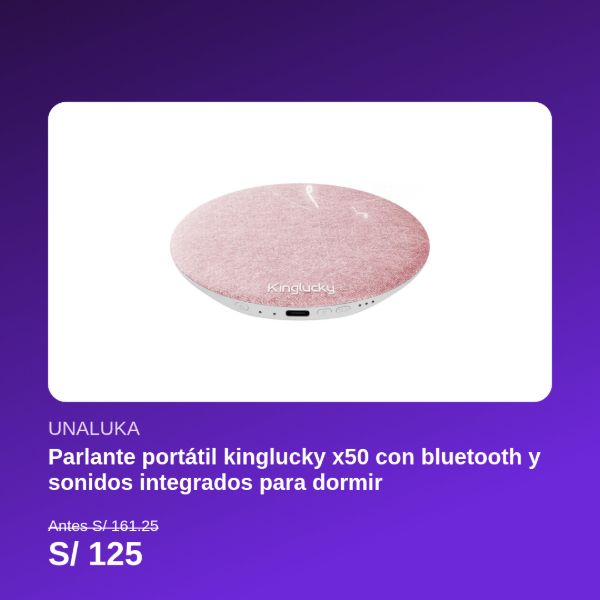 Kinglucky
UNALUKA
Parlante portátil kinglucky x50 con bluetooth y
sonidos integrados para dormir
Antes S/ 161.25
S/ 125